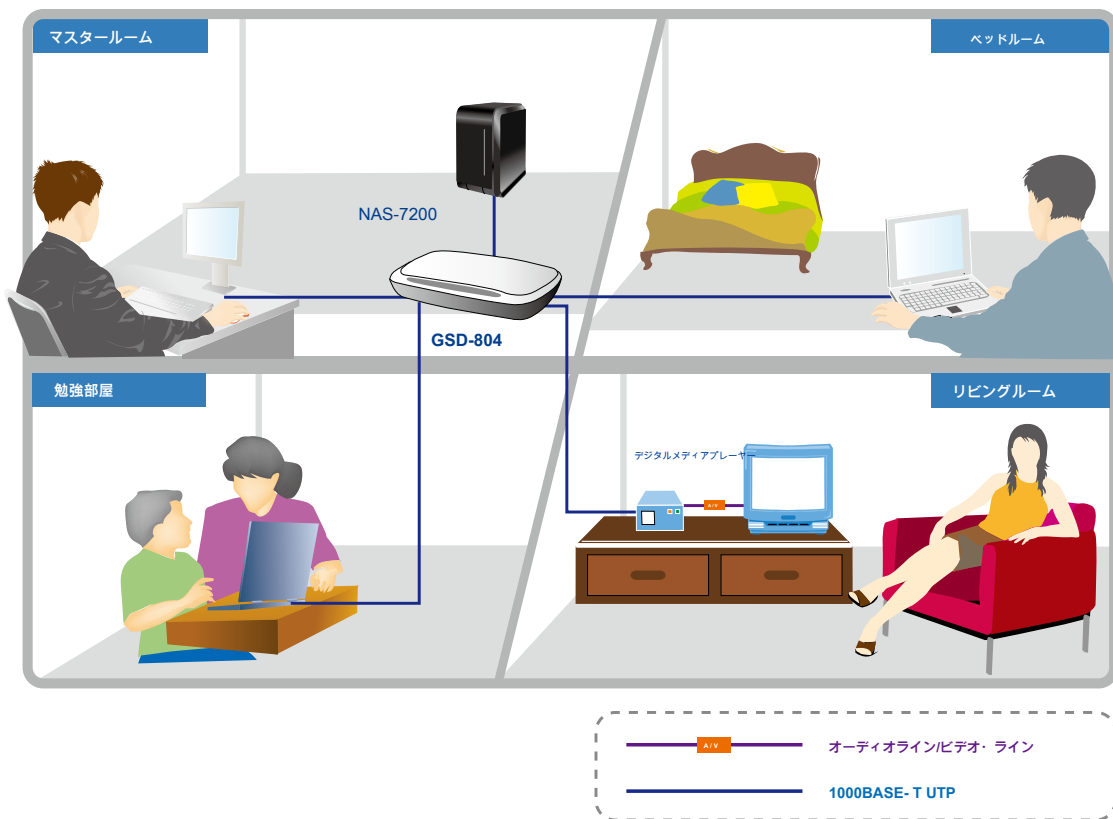 マスタールーム
ベッドルーム
NAS-7200
GSD-804
勉強部屋
リビングルーム
デジタルメディアプレーヤー
A/V
A/V
オーディオライン/ビデオ・ ライン
1000BASE- T UTP